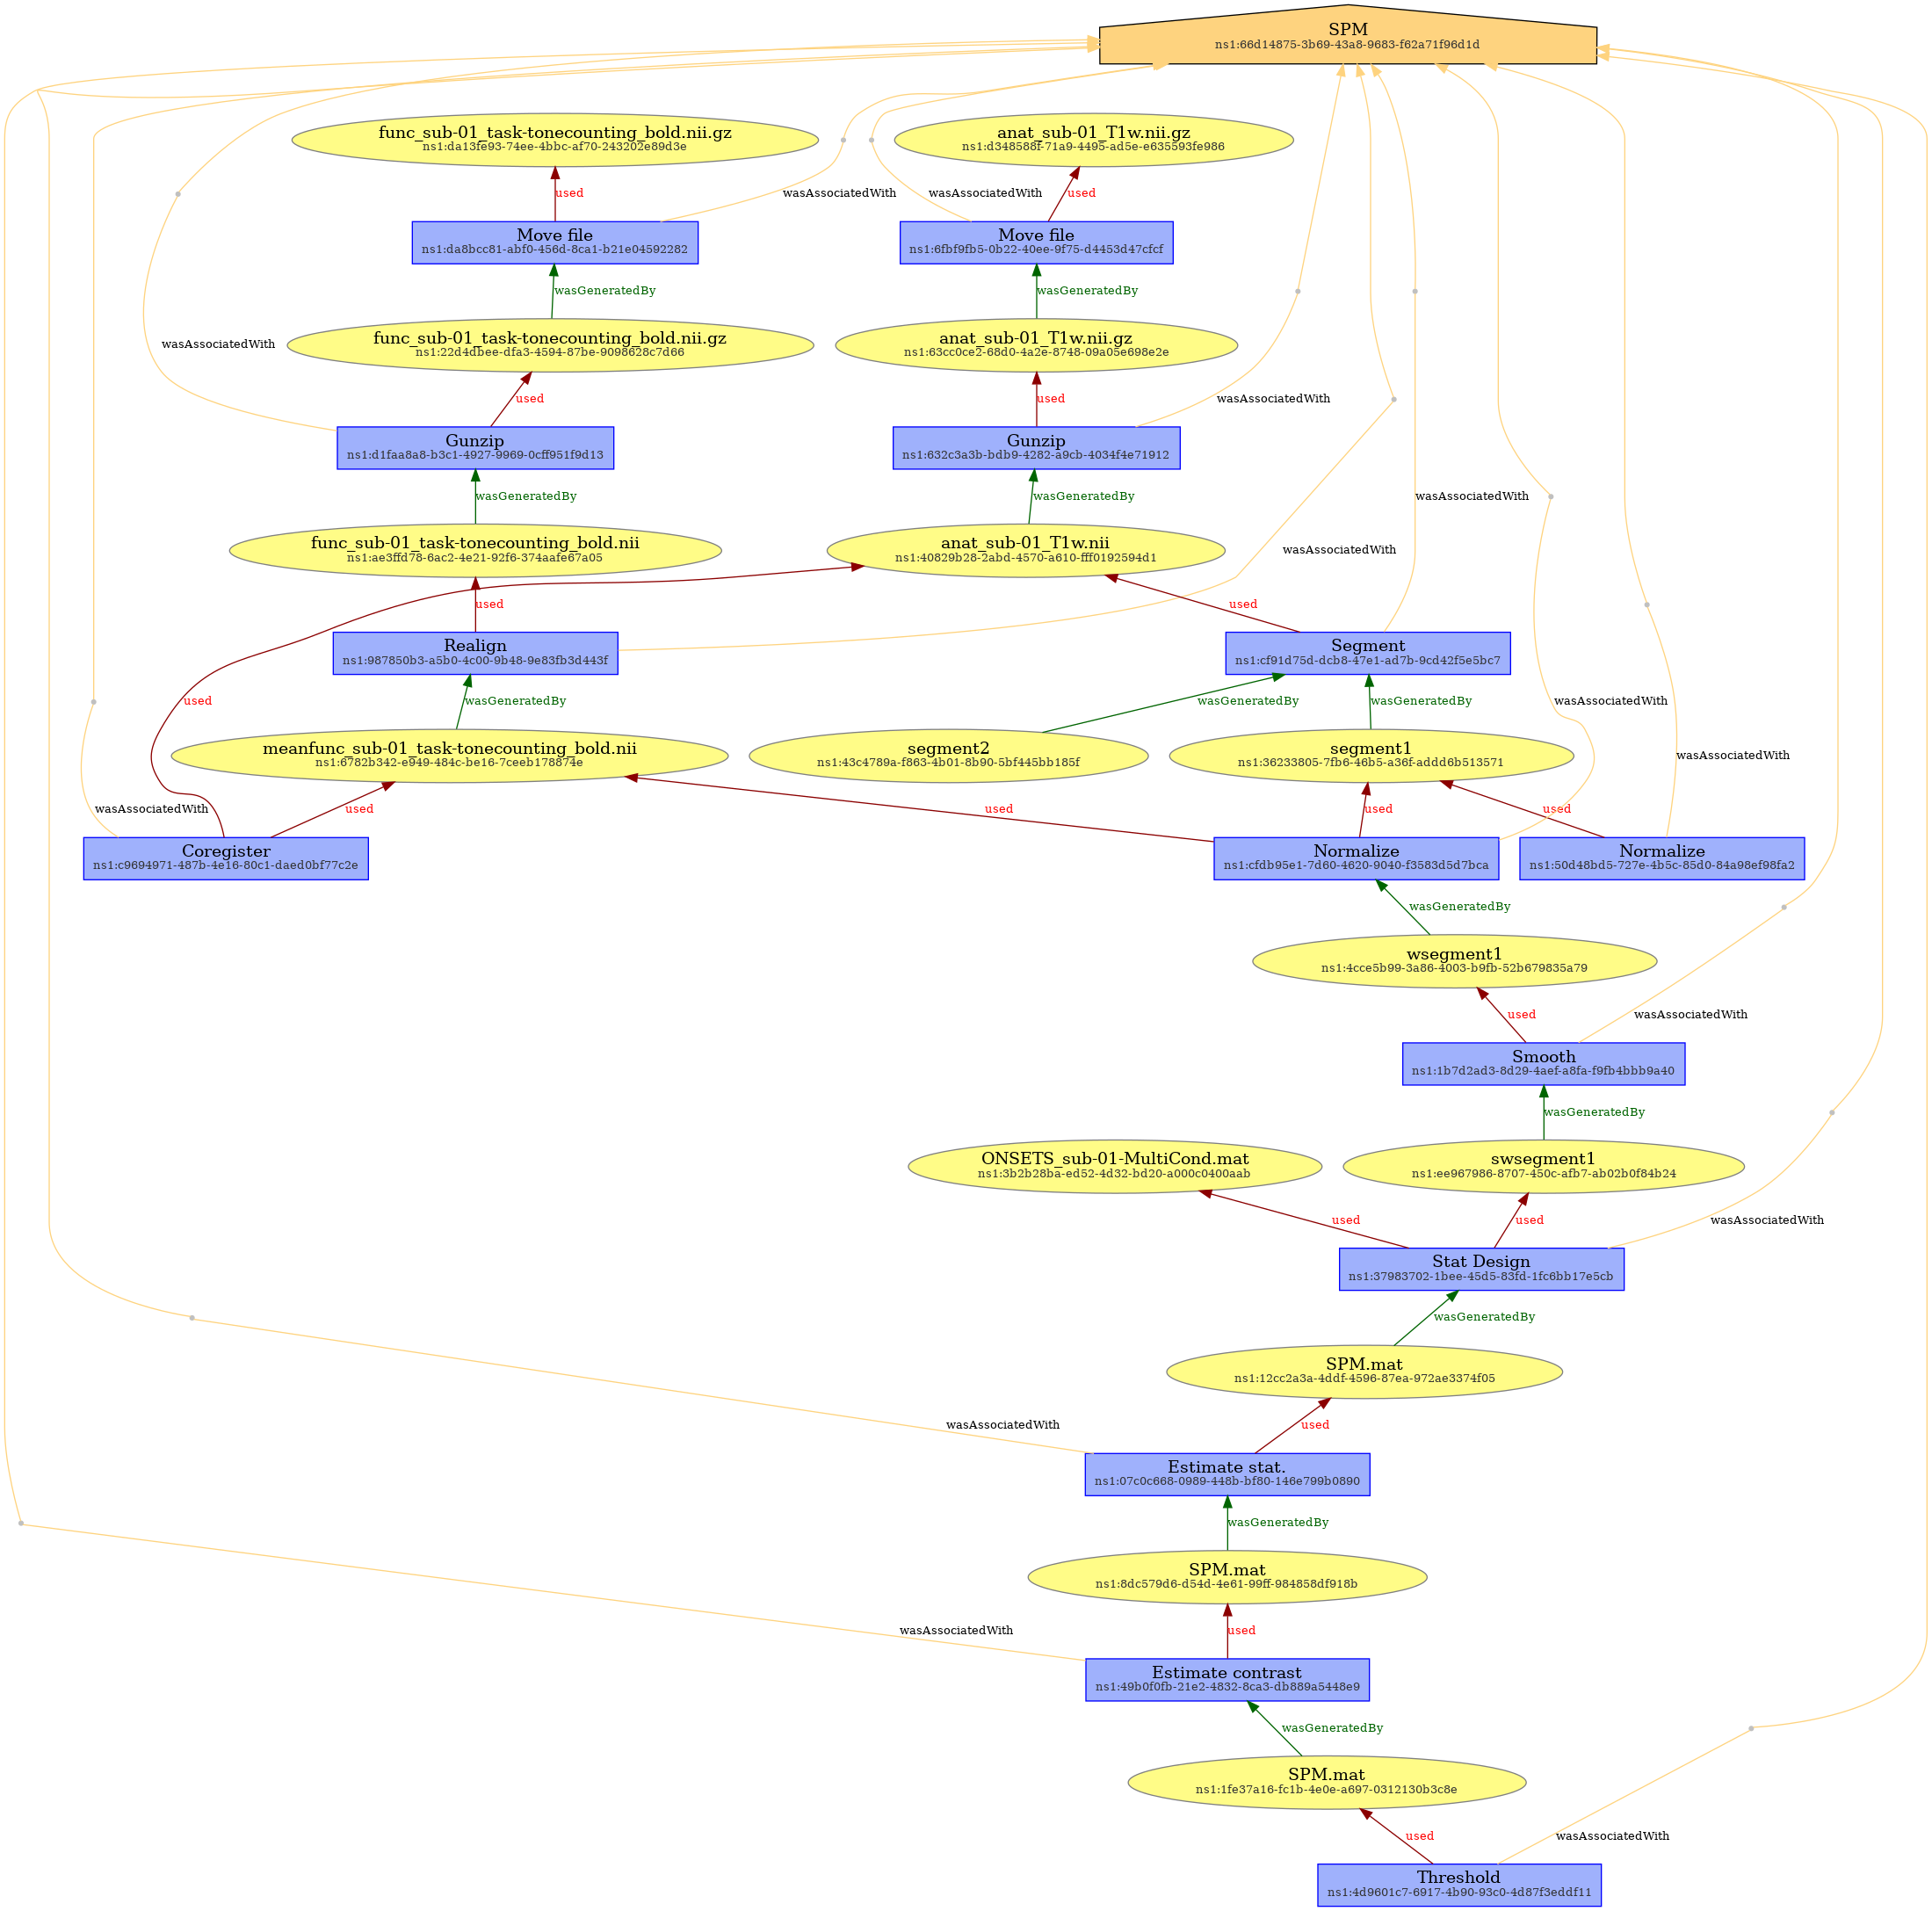 SPM
ns1:66d14875-3b69-43a8-9683-f62a71f96d1d
func_sub-01_task-tonecounting_bold.nii.gz
ns1:da13fe93-74ee-4bbc-af70-243202e89d3e
anat_sub-01_T1w.nii.gz
ns1:d348588f-71a9-4495-ad5e-e635593fe986
used
wasAssociatedWith
wasAssociatedWith
used
Move file
ns1:da8bcc81-abf0-456d-8ca1-b21e04592282
Move file
ns1:6fbf9fb5-0b22-40ee-9f75-d4453d47cfcf
wasGeneratedBy
wasGeneratedBy
wasAssociatedWith
func_sub-01_task-tonecounting_bold.nii.gz
ns1:22d4dbee-dfa3-4594-87be-9098628c7d66
anat_sub-01_T1w.nii.gz
ns1:63cc0ce2-68d0-4a2e-8748-09a05e698e2e
used
used
wasAssociatedWith
Gunzip
ns1:d1faa8a8-b3c1-4927-9969-0cff951f9d13
Gunzip
ns1:632c3a3b-bdb9-4282-a9cb-4034f4e71912
wasGeneratedBy
wasGeneratedBy
wasAssociatedWith
func_sub-01_task-tonecounting_bold.nii
ns1:ae3ffd78-6ac2-4e21-92f6-374aafe67a05
anat_sub-01_T1w.nii
ns1:40829b28-2abd-4570-a610-fff0192594d1
wasAssociatedWith
used
used
Realign
ns1:987850b3-a5b0-4c00-9b48-9e83fb3d443f
Segment
ns1:cf91d75d-dcb8-47e1-ad7b-9cd42f5e5bc7
used
wasGeneratedBy
wasGeneratedBy
wasGeneratedBy
wasAssociatedWith
meanfunc_sub-01_task-tonecounting_bold.nii
ns1:6782b342-e949-484c-be16-7ceeb178874e
segment2
ns1:43c4789a-f863-4b01-8b90-5bf445bb185f
segment1
ns1:36233805-7fb6-46b5-a36f-addd6b513571
wasAssociatedWith
wasAssociatedWith
used
used
used
used
Coregister
ns1:c9694971-487b-4e16-80c1-daed0bf77c2e
Normalize
ns1:cfdb95e1-7d60-4620-9040-f3583d5d7bca
Normalize
ns1:50d48bd5-727e-4b5c-85d0-84a98ef98fa2
wasGeneratedBy
wsegment1
ns1:4cce5b99-3a86-4003-b9fb-52b679835a79
used
wasAssociatedWith
Smooth
ns1:1b7d2ad3-8d29-4aef-a8fa-f9fb4bbb9a40
wasGeneratedBy
ONSETS_sub-01-MultiCond.mat
ns1:3b2b28ba-ed52-4d32-bd20-a000c0400aab
swsegment1
ns1:ee967986-8707-450c-afb7-ab02b0f84b24
used
used
wasAssociatedWith
Stat Design
ns1:37983702-1bee-45d5-83fd-1fc6bb17e5cb
wasGeneratedBy
SPM.mat
ns1:12cc2a3a-4ddf-4596-87ea-972ae3374f05
wasAssociatedWith
used
Estimate stat.
ns1:07c0c668-0989-448b-bf80-146e799b0890
wasGeneratedBy
SPM.mat
ns1:8dc579d6-d54d-4e61-99ff-984858df918b
wasAssociatedWith
used
Estimate contrast
ns1:49b0f0fb-21e2-4832-8ca3-db889a5448e9
wasGeneratedBy
SPM.mat
ns1:1fe37a16-fc1b-4e0e-a697-0312130b3c8e
used
wasAssociatedWith
Threshold
ns1:4d9601c7-6917-4b90-93c0-4d87f3eddf11